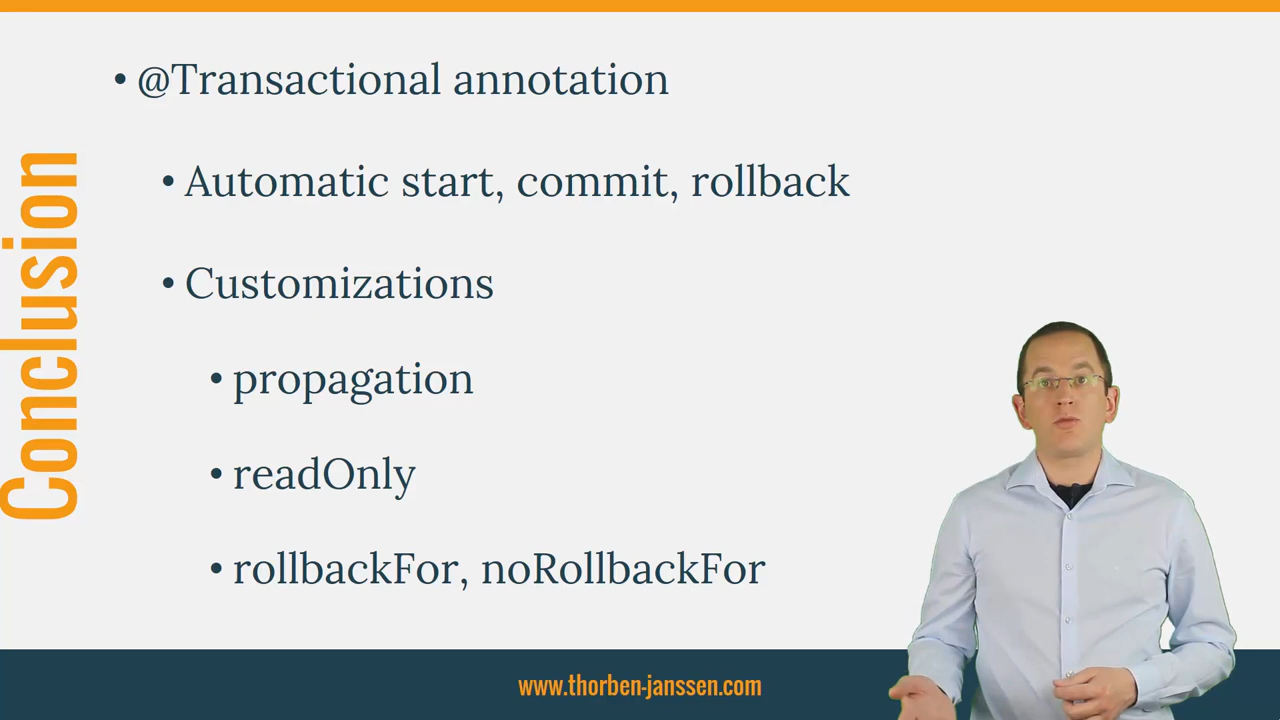 Conclusion
• @Transactional annotation
• Automatic start, commit, rollback
• Customizations
• propagation
• readOnly
• rollbackFor, noRollbackFor
www.thorben-janssen.com